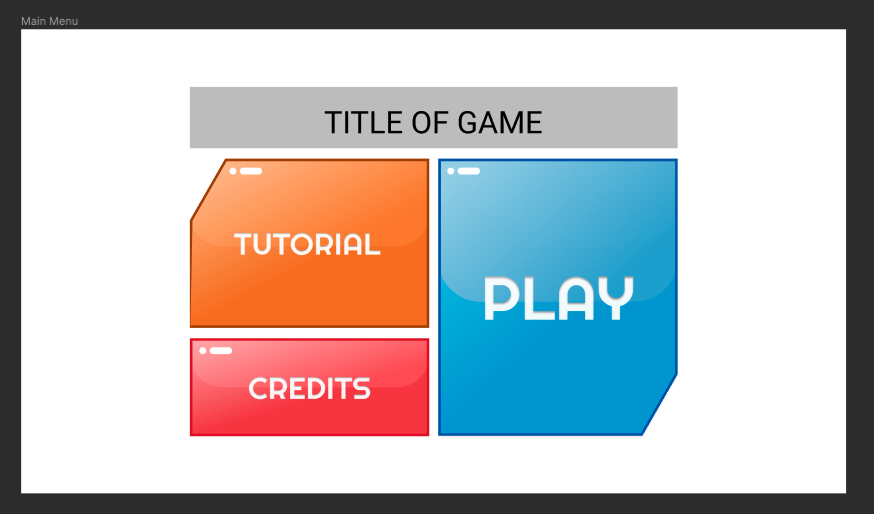 Main Menu
TITLE OF GAME
TUTORIAL
PLAY
CREDITS